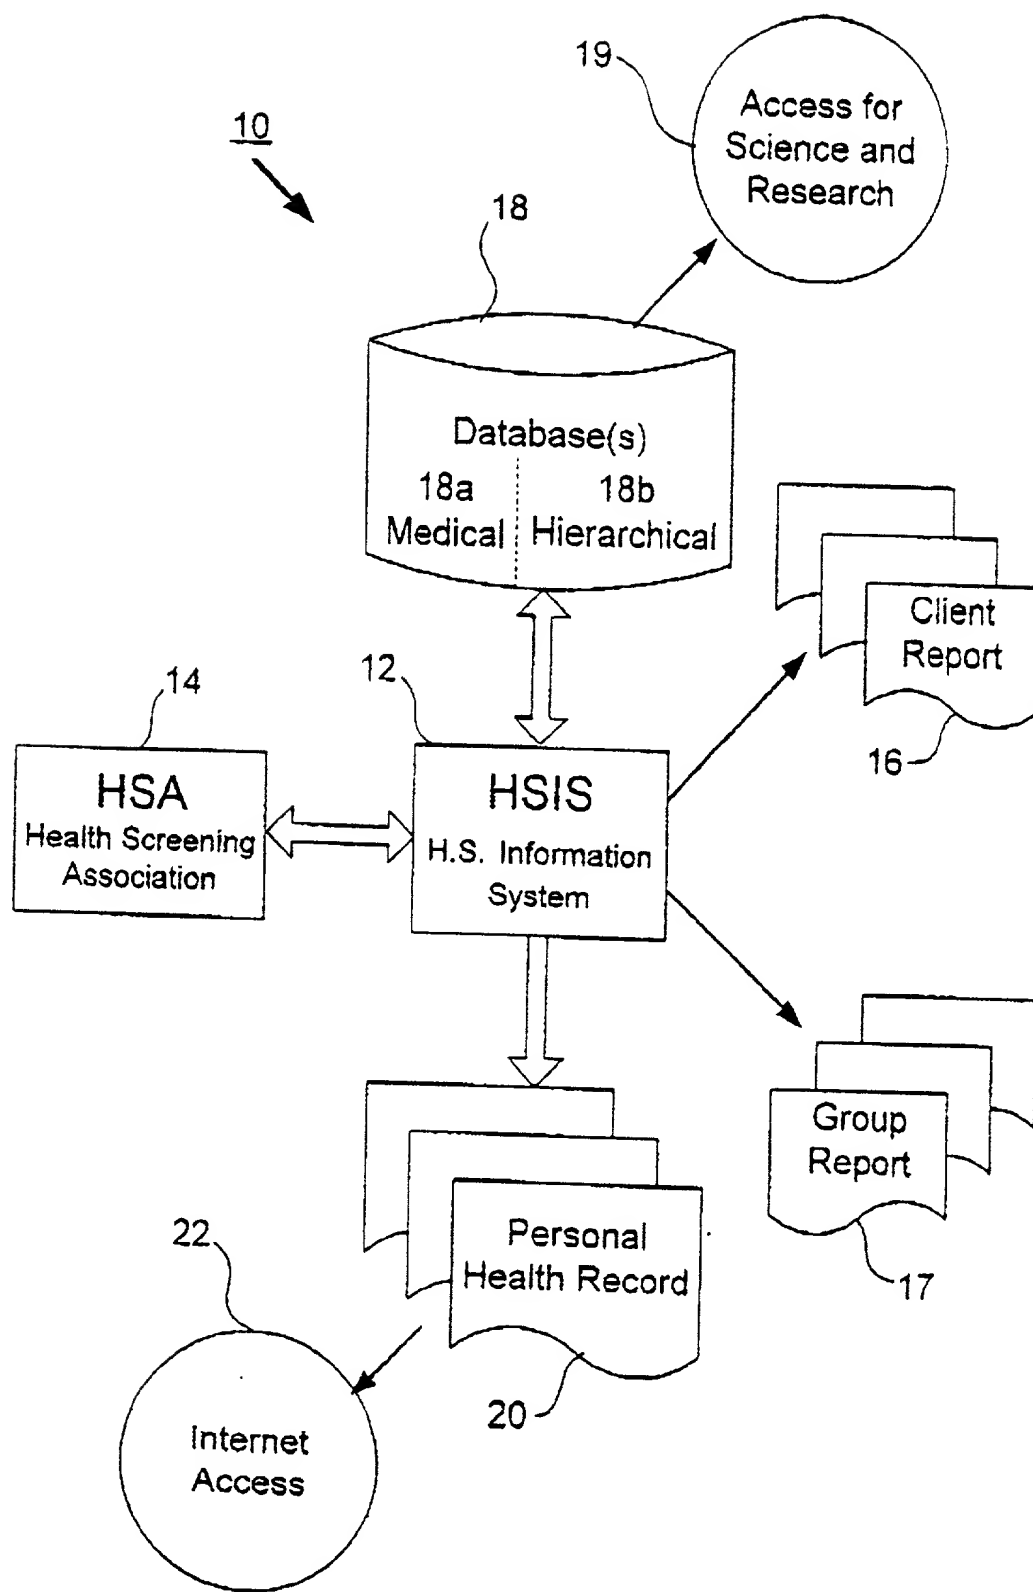 19
Access for
Science and
Research
10
18
Database(s)
18a
Medical
18b
Hierarchical
Client
Report
16
14
HSA
Health Screening
Association
12
HSIS
H.S. Information
System
Group
Report
17
Personal
Health Record
20
22
Internet
Access